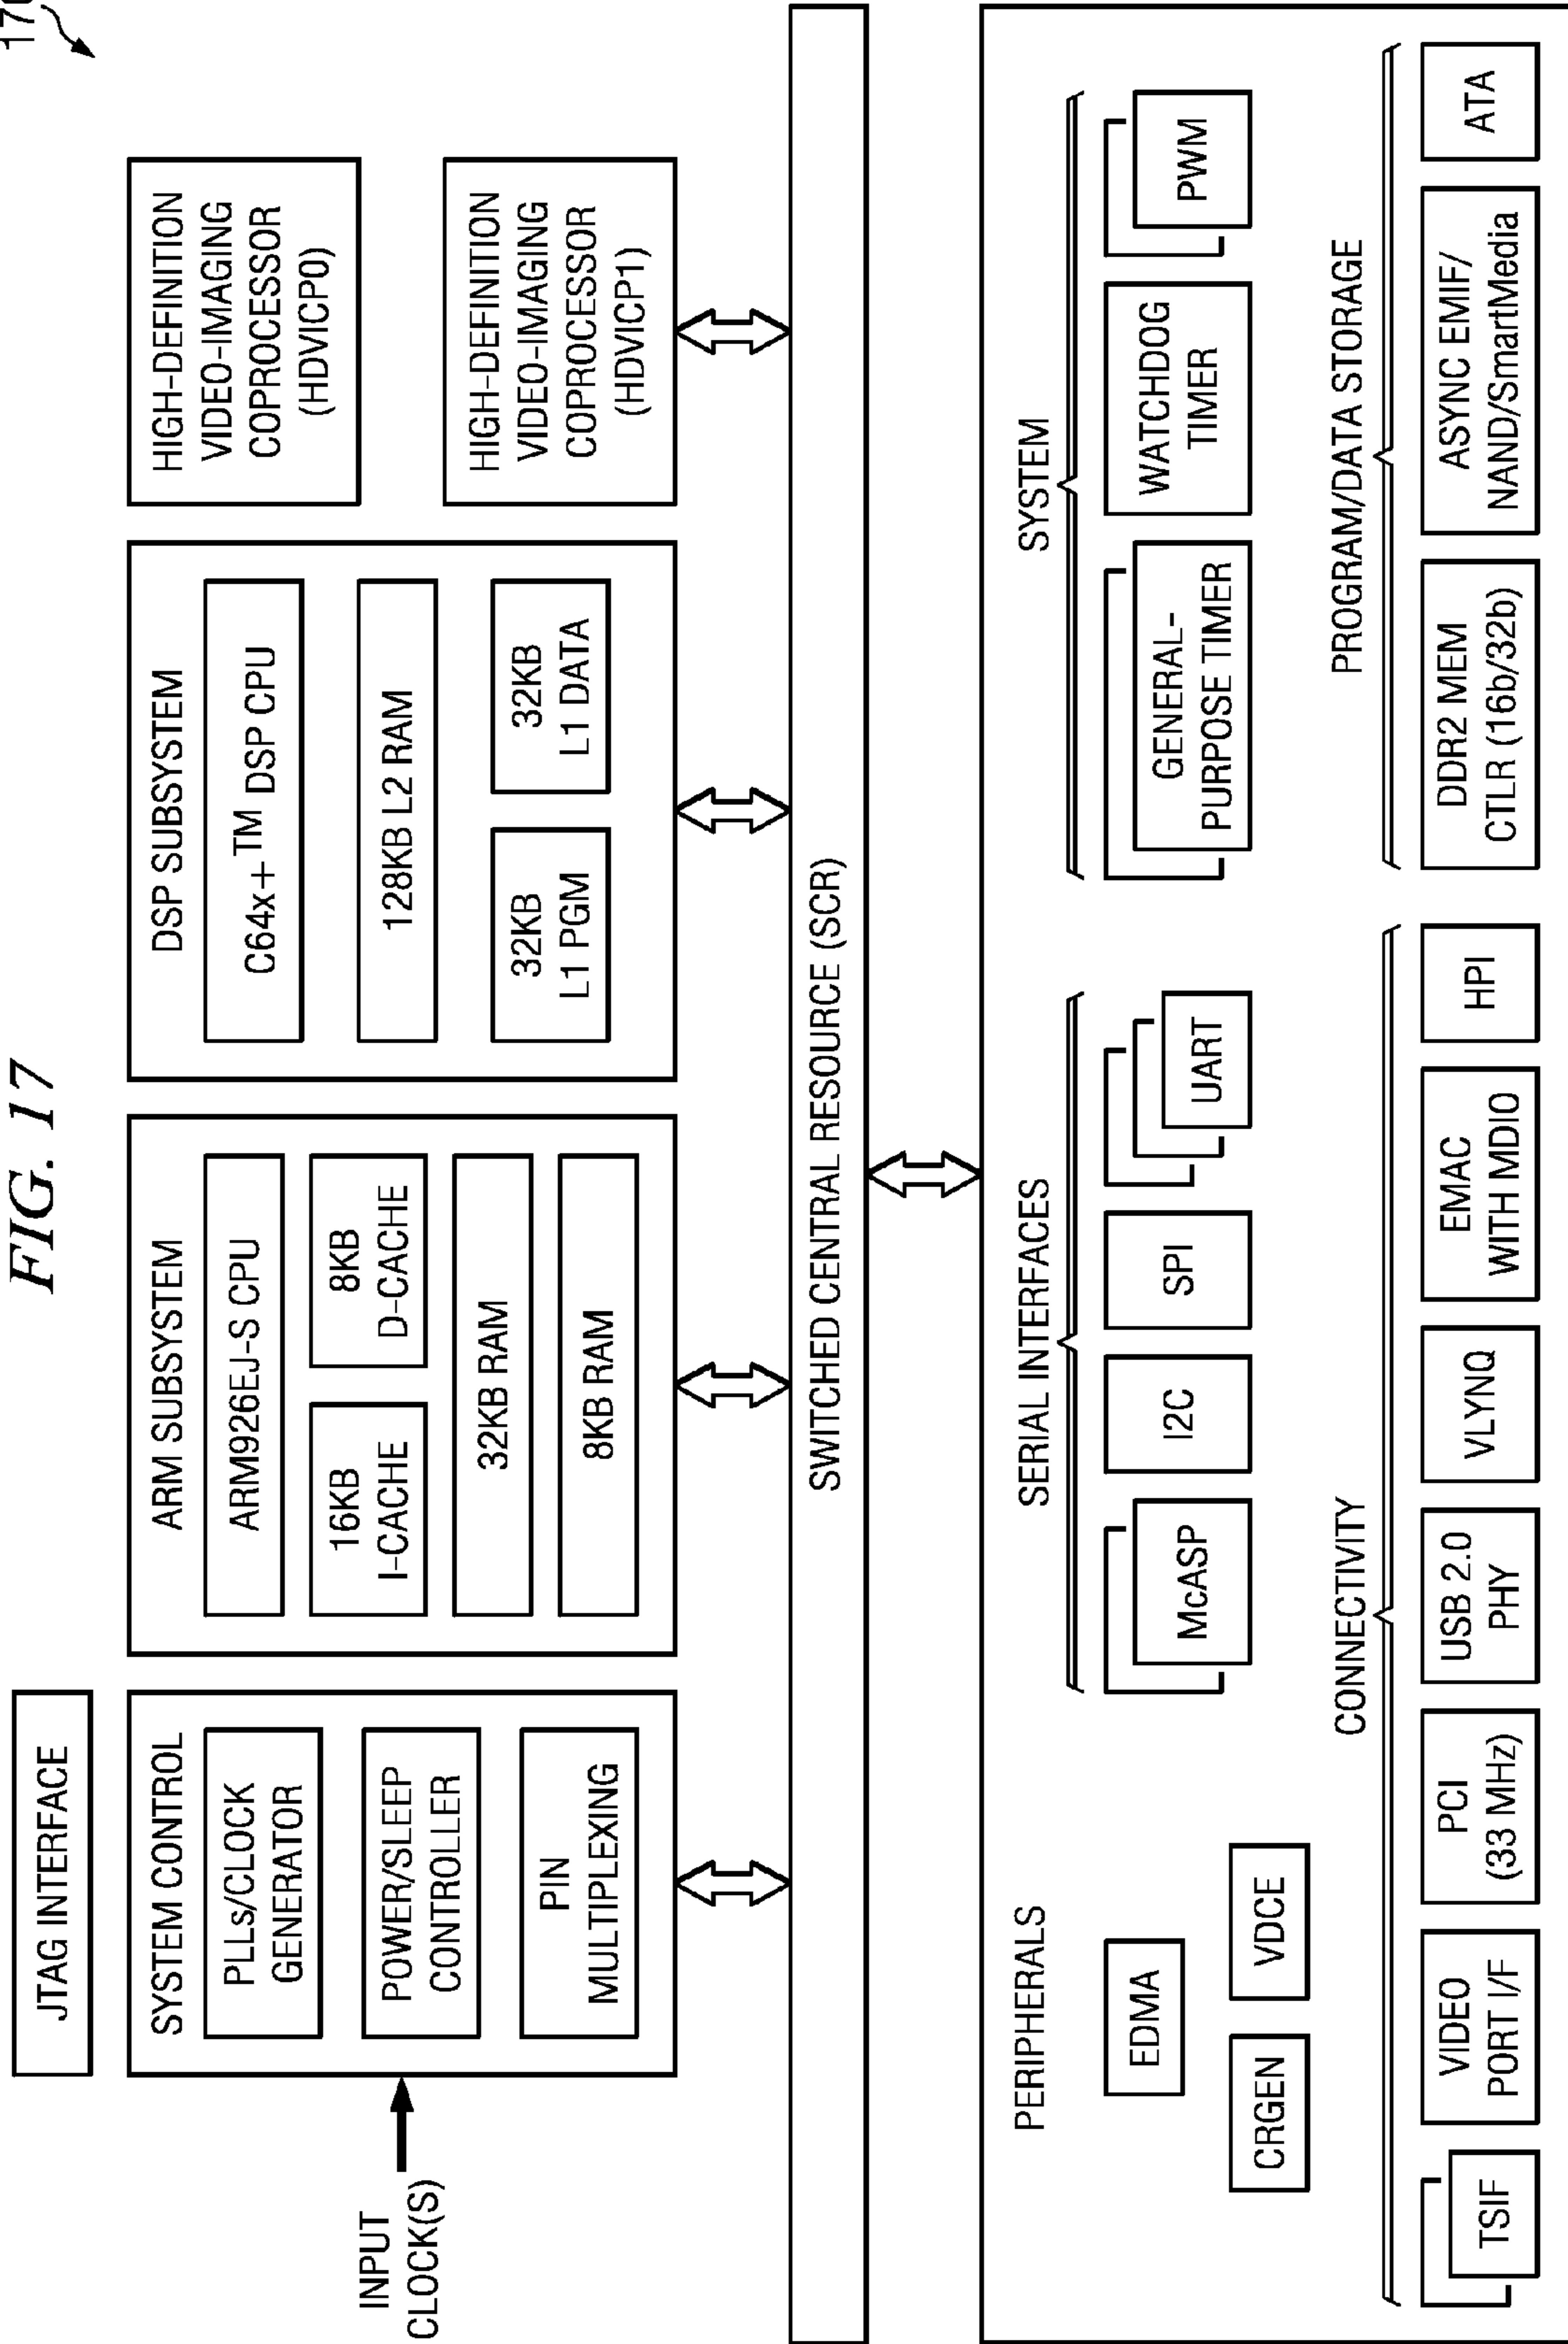 FIG. 17
170
JTAG INTERFACE
INPUT
CLOCK(S)
SYSTEM CONTROL
PLLs/CLOCK
GENERATOR
POWER/SLEEP
CONTROLLER
PIN
MULTIPLEXING
ARM SUBSYSTEM
ARM926EJ-S CPU
16KB
I-CACHE
8KB
D-CACHE
32KB RAM
8KB RAM
DSP SUBSYSTEM
C64x+™ DSP CPU
128KB L2 RAM
32KB
L1 PGM
32KB
L1 DATA
HIGH-DEFINITION
VIDEO-IMAGING
COPROCESSOR
(HDVICP0)
HIGH-DEFINITION
VIDEO-IMAGING
COPROCESSOR
(HDVICP1)
SWITCHED CENTRAL RESOURCE (SCR)
PERIPHERALS
EDMA
CRGEN
VDCE
SERIAL INTERFACES
McASP
I2C
SPI
UART
SYSTEM
GENERAL-
PURPOSE TIMER
WATCHDOG
TIMER
PWM
CONNECTIVITY
TSIF
VIDEO
PORT I/F
PCI
(33 MHz)
USB 2.0
PHY
VLYNQ
EMAC
WITH MDIO
HPI
PROGRAM/DATA STORAGE
DDR2 MEM
CTLR (16b/32b)
ASYNC EMIF/
NAND/SmartMedia
ATA